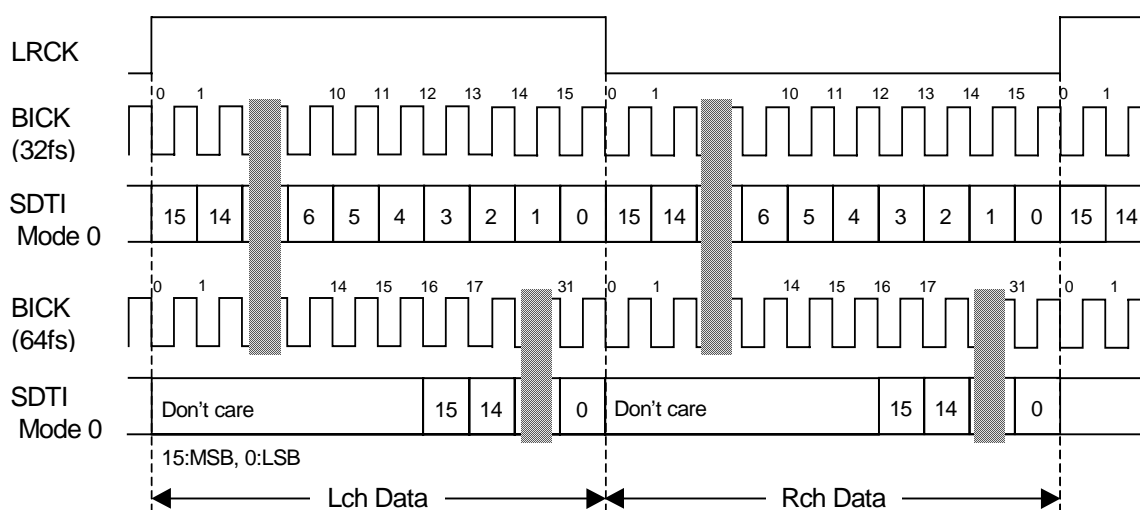 LRCK
0 1 10 11 12 13 14 15 0 1 10 11 12 13 14 15 0 1
BICK
(32fs)
SDTI
Mode 0
15 14 6 5 4 3 2 1 0 15 14 6 5 4 3 2 1 0 15 14
0 1 14 15 16 17 31 0 1 14 15 16 17 31 0 1
BICK
(64fs)
SDTI
Mode 0
Don't care 15 14 0 Don't care 15 14 0
15:MSB, 0:LSB
Lch Data Rch Data